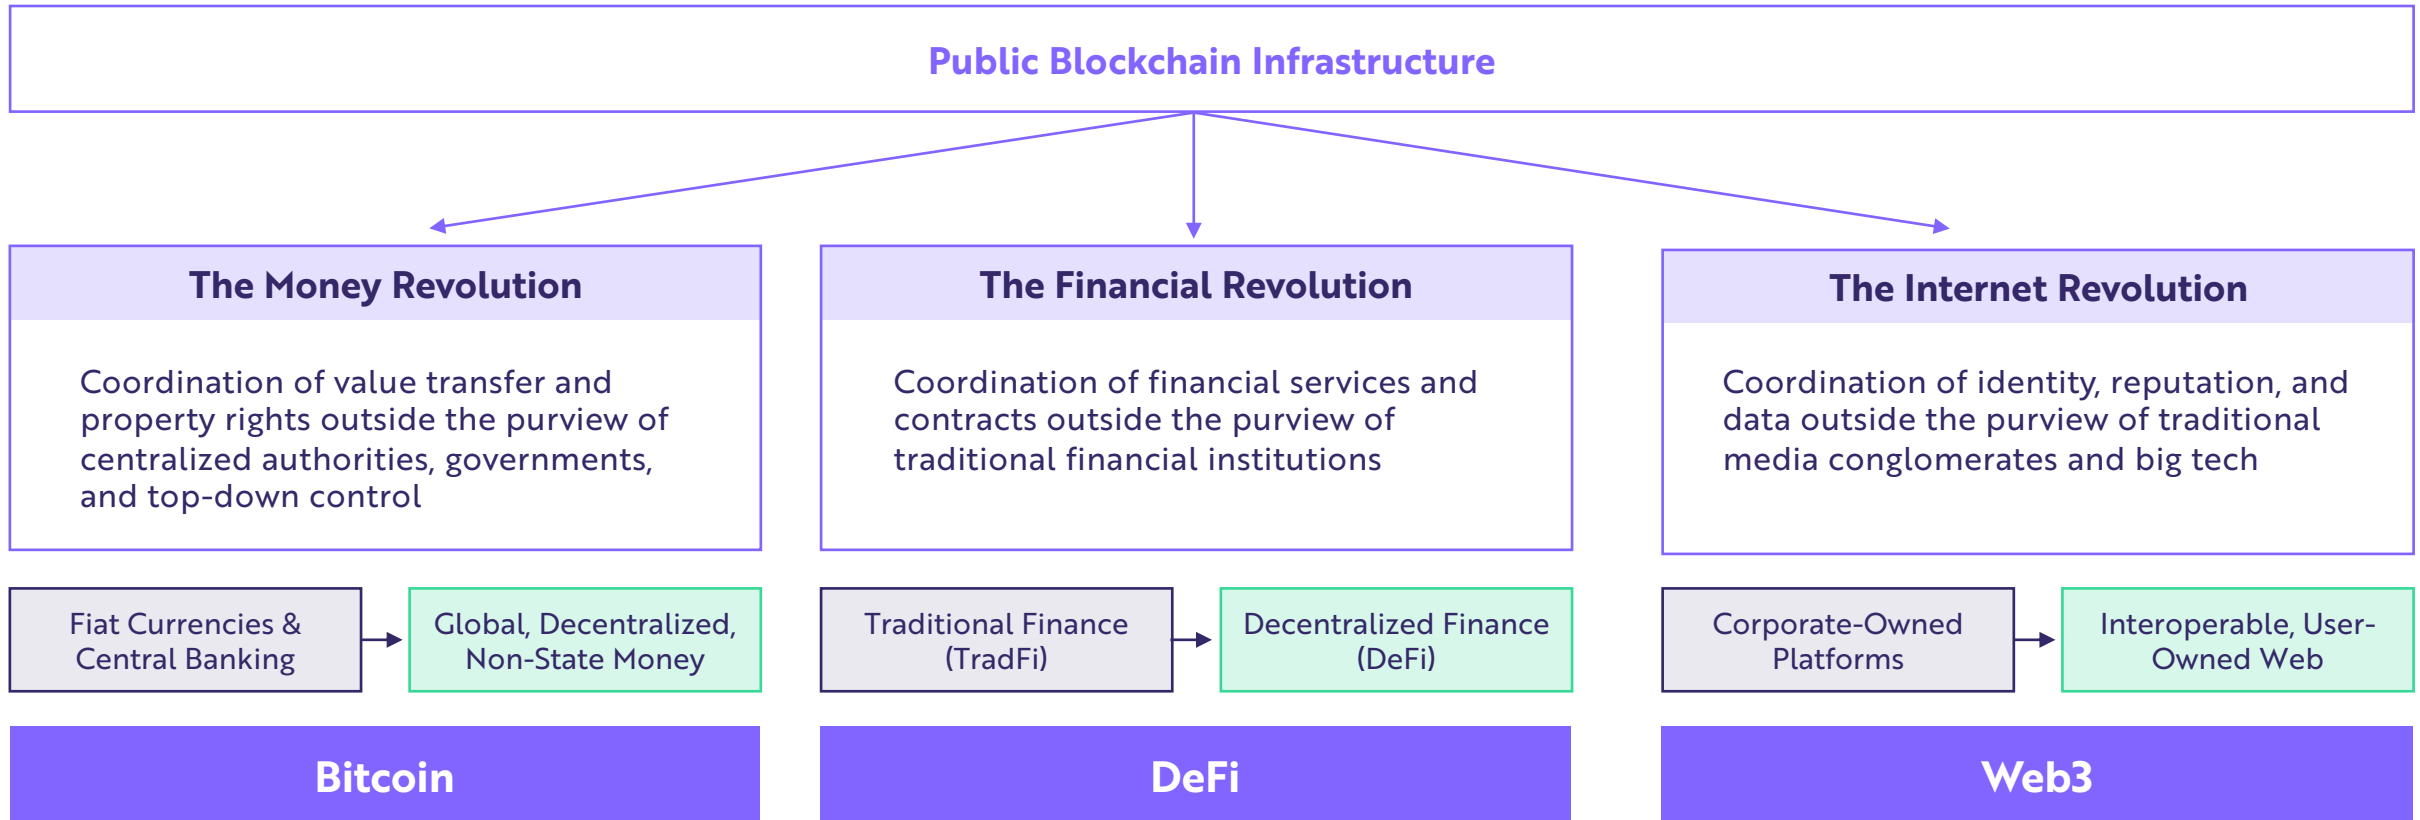 Public Blockchain Infrastructure
The Money Revolution
Coordination of value transfer and
property rights outside the purview of
centralized authorities, governments,
and top-down control
Fiat Currencies &
Central Banking
Global, Decentralized,
Non-State Money
Bitcoin
The Financial Revolution
Coordination of financial services and
contracts outside the purview of
traditional financial institutions
Traditional Finance
(TradFi)
Decentralized Finance
(DeFi)
DeFi
The Internet Revolution
Coordination of identity, reputation, and
data outside the purview of traditional
media conglomerates and big tech
Corporate-Owned
Platforms
Interoperable, User-
Owned Web
Web3